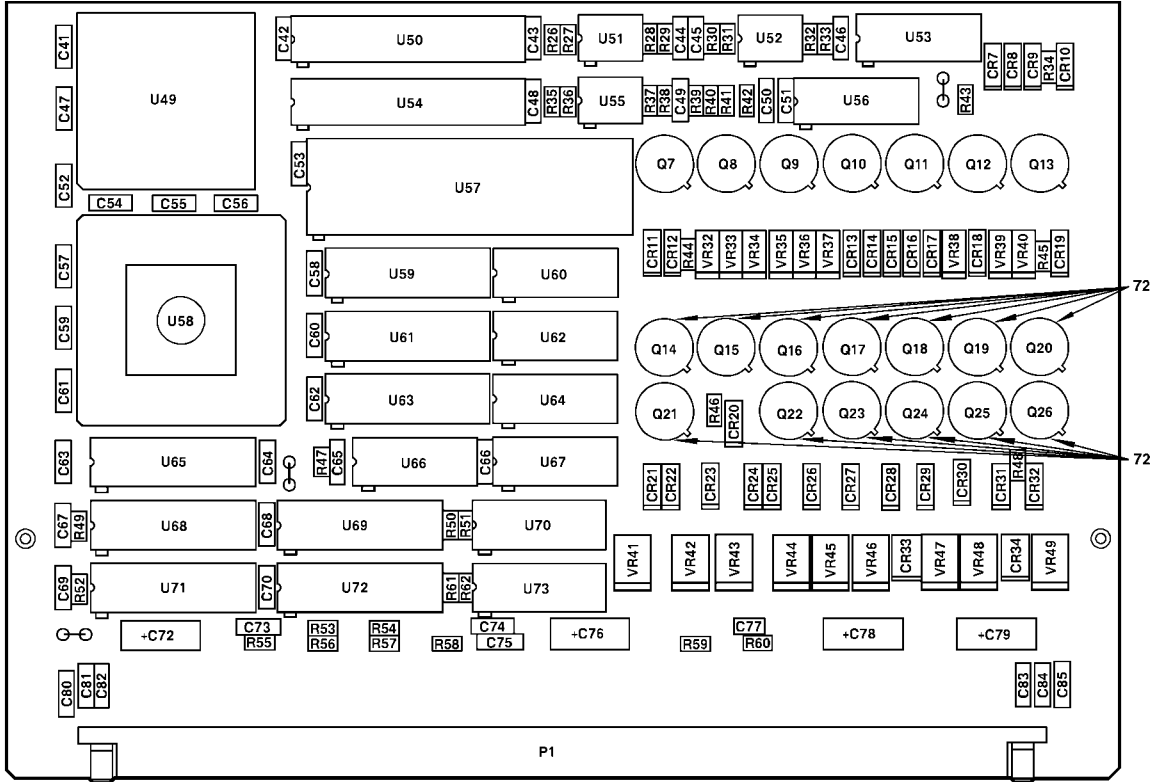 C41
U49
C42
U50
C43
R26
R27
U51
R28
R29
C44
C45
R30
R31
U52
R32
R33
C46
U53
CR7
CR8
CR9
R34
CR10
C47
U54
C48
R35
R36
U55
R37
R38
C49
R39
R40
R41
R42
C50
C51
U56
R43
C52
C53
U57
Q7
Q8
Q9
Q10
Q11
Q12
Q13
C54
C55
C56
C57
U58
C58
U59
U60
CR11
CR12
R44
VR32
VR33
VR34
VR35
VR36
VR37
CR13
CR14
CR15
CR16
CR17
VR38
CR18
VR39
VR40
R45
CR19
72
C59
C60
U61
U62
Q14
Q15
Q16
Q17
Q18
Q19
Q20
C61
C62
U63
U64
Q21
R46
CR20
Q22
Q23
Q24
Q25
Q26
72
C63
U65
C64
R47
C65
U66
C66
U67
CR21
CR22
CR23
CR24
CR25
CR26
CR27
CR28
CR29
CR30
CR31
R48
CR32
C67
R49
U68
C68
U69
R50
R51
U70
VR41
VR42
VR43
VR44
VR45
VR46
CR33
VR47
VR48
CR34
VR49
C69
R52
U71
C70
U72
R61
R62
U73
+C72
C73
R55
R53
R56
R54
R57
R58
C74
C75
+C76
R59
C77
R60
+C78
+C79
C80
C81
C82
C83
C84
C85
P1